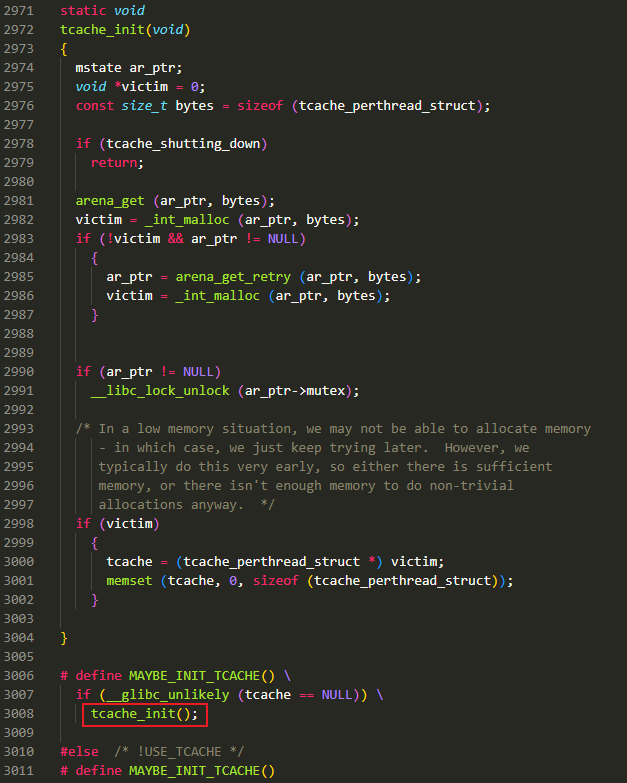 2971 static void
2972 tcache_init(void)
2973 {
2974   mstate ar_ptr;
2975   void *victim = 0;
2976   const size_t bytes = sizeof (tcache_perthread_struct);
2977
2978   if (tcache_shutting_down)
2979     return;
2980
2981   arena_get (ar_ptr, bytes);
2982   victim = _int_malloc (ar_ptr, bytes);
2983   if (!victim && ar_ptr != NULL)
2984     {
2985       ar_ptr = arena_get_retry (ar_ptr, bytes);
2986       victim = _int_malloc (ar_ptr, bytes);
2987     }
2988
2989
2990   if (ar_ptr != NULL)
2991     __libc_lock_unlock (ar_ptr->mutex);
2992
2993   /* In a low memory situation, we may not be able to allocate memory
2994      - in which case, we just keep trying later.  However, we
2995      typically do this very early, so either there is sufficient
2996      memory, or there isn't enough memory to do non-trivial
2997      allocations anyway.  */
2998   if (victim)
2999     {
3000       tcache = (tcache_perthread_struct *) victim;
3001       memset (tcache, 0, sizeof (tcache_perthread_struct));
3002     }
3003
3004 }
3005
3006 # define MAYBE_INIT_TCACHE() \
3007   if (__glibc_unlikely (tcache == NULL)) \
3008     tcache_init();
3009
3010 #else  /* !USE_TCACHE */
3011 # define MAYBE_INIT_TCACHE()